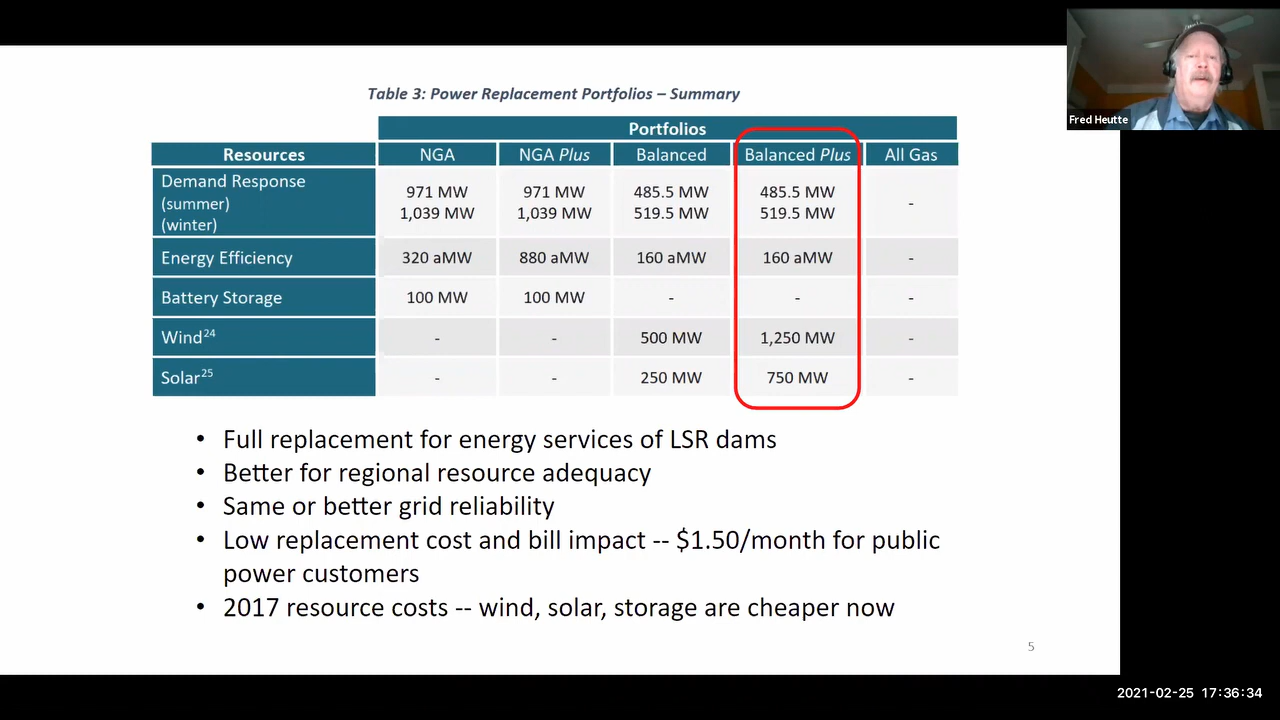 Table 3: Power Replacement Portfolios – Summary
Portfolios
Resources NGA NGA Plus Balanced Balanced Plus All Gas
Demand Response
(summer) 971 MW 971 MW 485.5 MW 485.5 MW -
(winter) 1,039 MW 1,039 MW 519.5 MW 519.5 MW
Energy Efficiency 320 aMW 880 aMW 160 aMW 160 aMW -
Battery Storage 100 MW 100 MW - - -
Wind24 - - 500 MW 1,250 MW -
Solar25 - - 250 MW 750 MW -
• Full replacement for energy services of LSR dams
• Better for regional resource adequacy
• Same or better grid reliability
• Low replacement cost and bill impact -- $1.50/month for public
power customers
• 2017 resource costs -- wind, solar, storage are cheaper now
5
Fred Heutte
2021-02-25 17:36:34